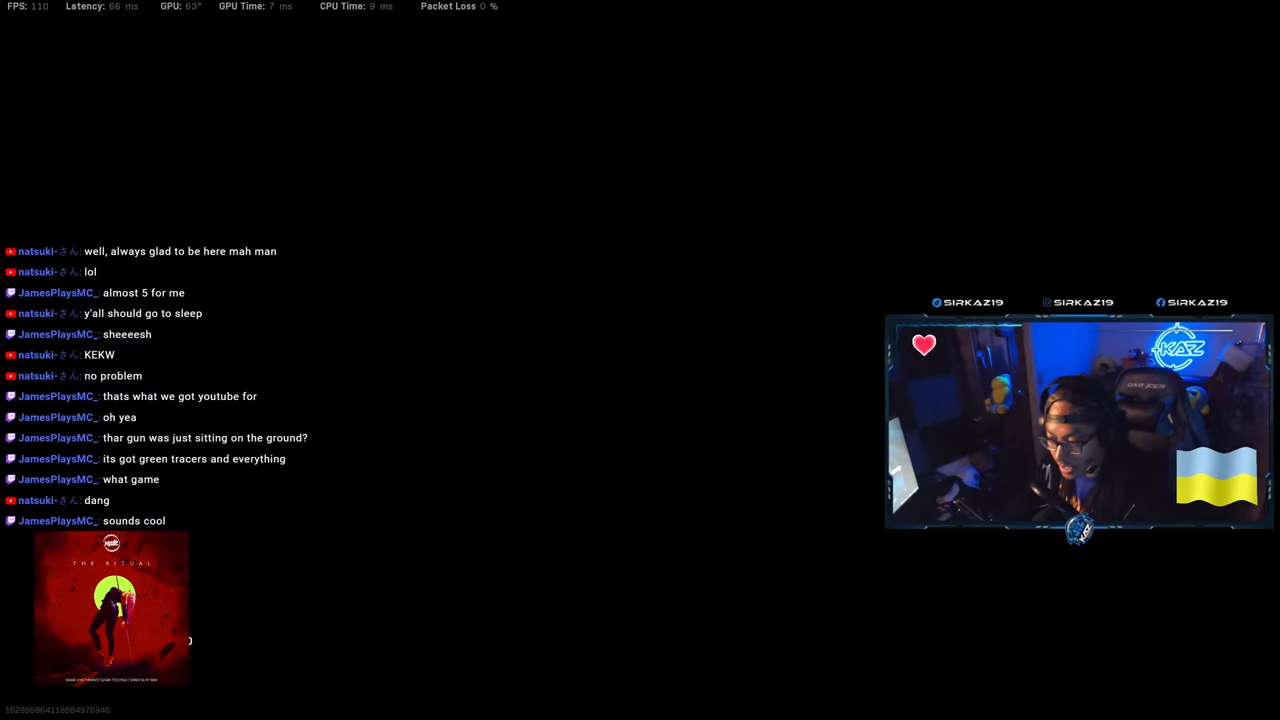 FPS: 110 Latency: 66 ms GPU: 63° GPU Time: 7 ms CPU Time: 9 ms Packet Loss 0 %
natsuki-さん: well, always glad to be here mah man
natsuki-さん: lol
JamesPlaysMC_: almost 5 for me
natsuki-さん: y'all should go to sleep
JamesPlaysMC_: sheeeesh
natsuki-さん: KEKW
natsuki-さん: no problem
JamesPlaysMC_: thats what we got youtube for
JamesPlaysMC_: oh yea
JamesPlaysMC_: thar gun was just sitting on the ground?
JamesPlaysMC_: its got green tracers and everything
JamesPlaysMC_: what game
natsuki-さん: dang
JamesPlaysMC_: sounds cool
SIRKAZ19 SIRKAZ19 SIRKAZ19
KAZ
KAZ
THE RITUAL
162995864118984976945